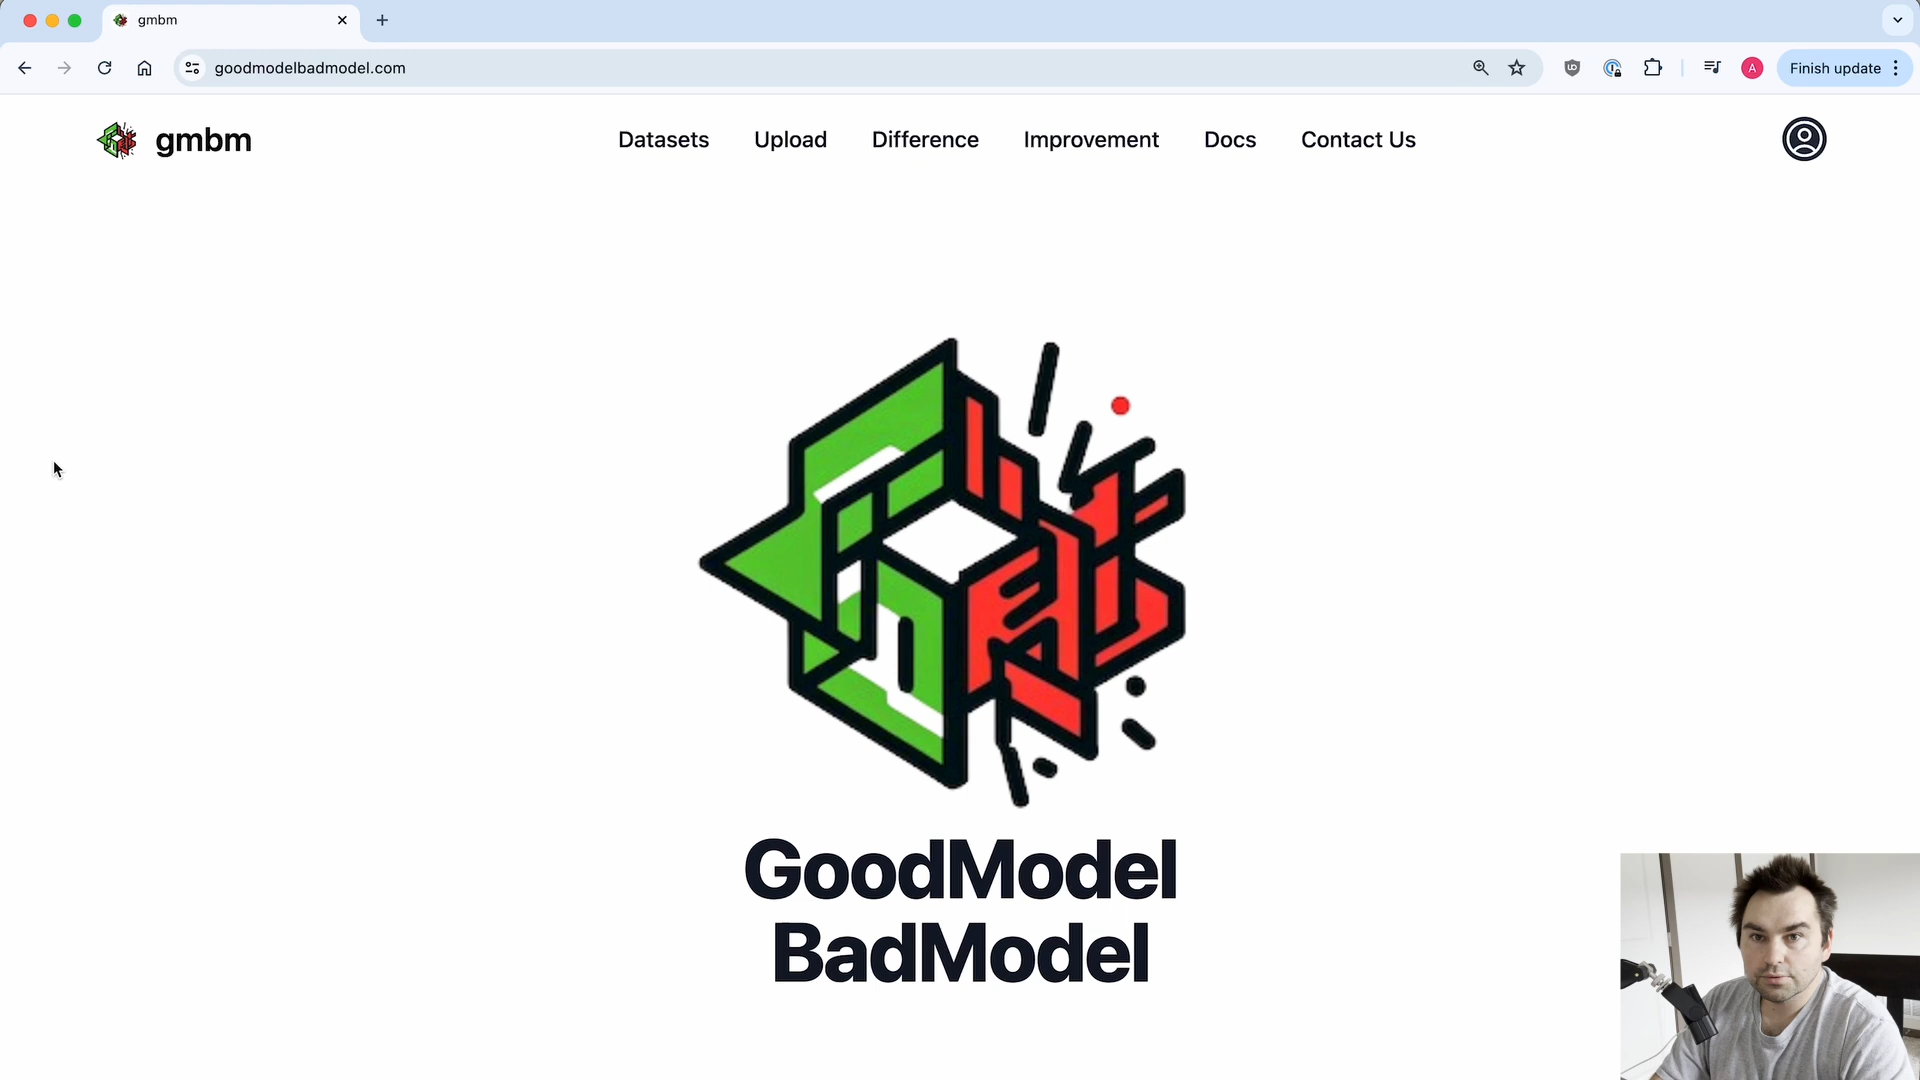 gmbm
goodmodelbadmodel.com
A
Finish update
gmbm
Datasets Upload Difference Improvement Docs Contact Us
GoodModel
BadModel